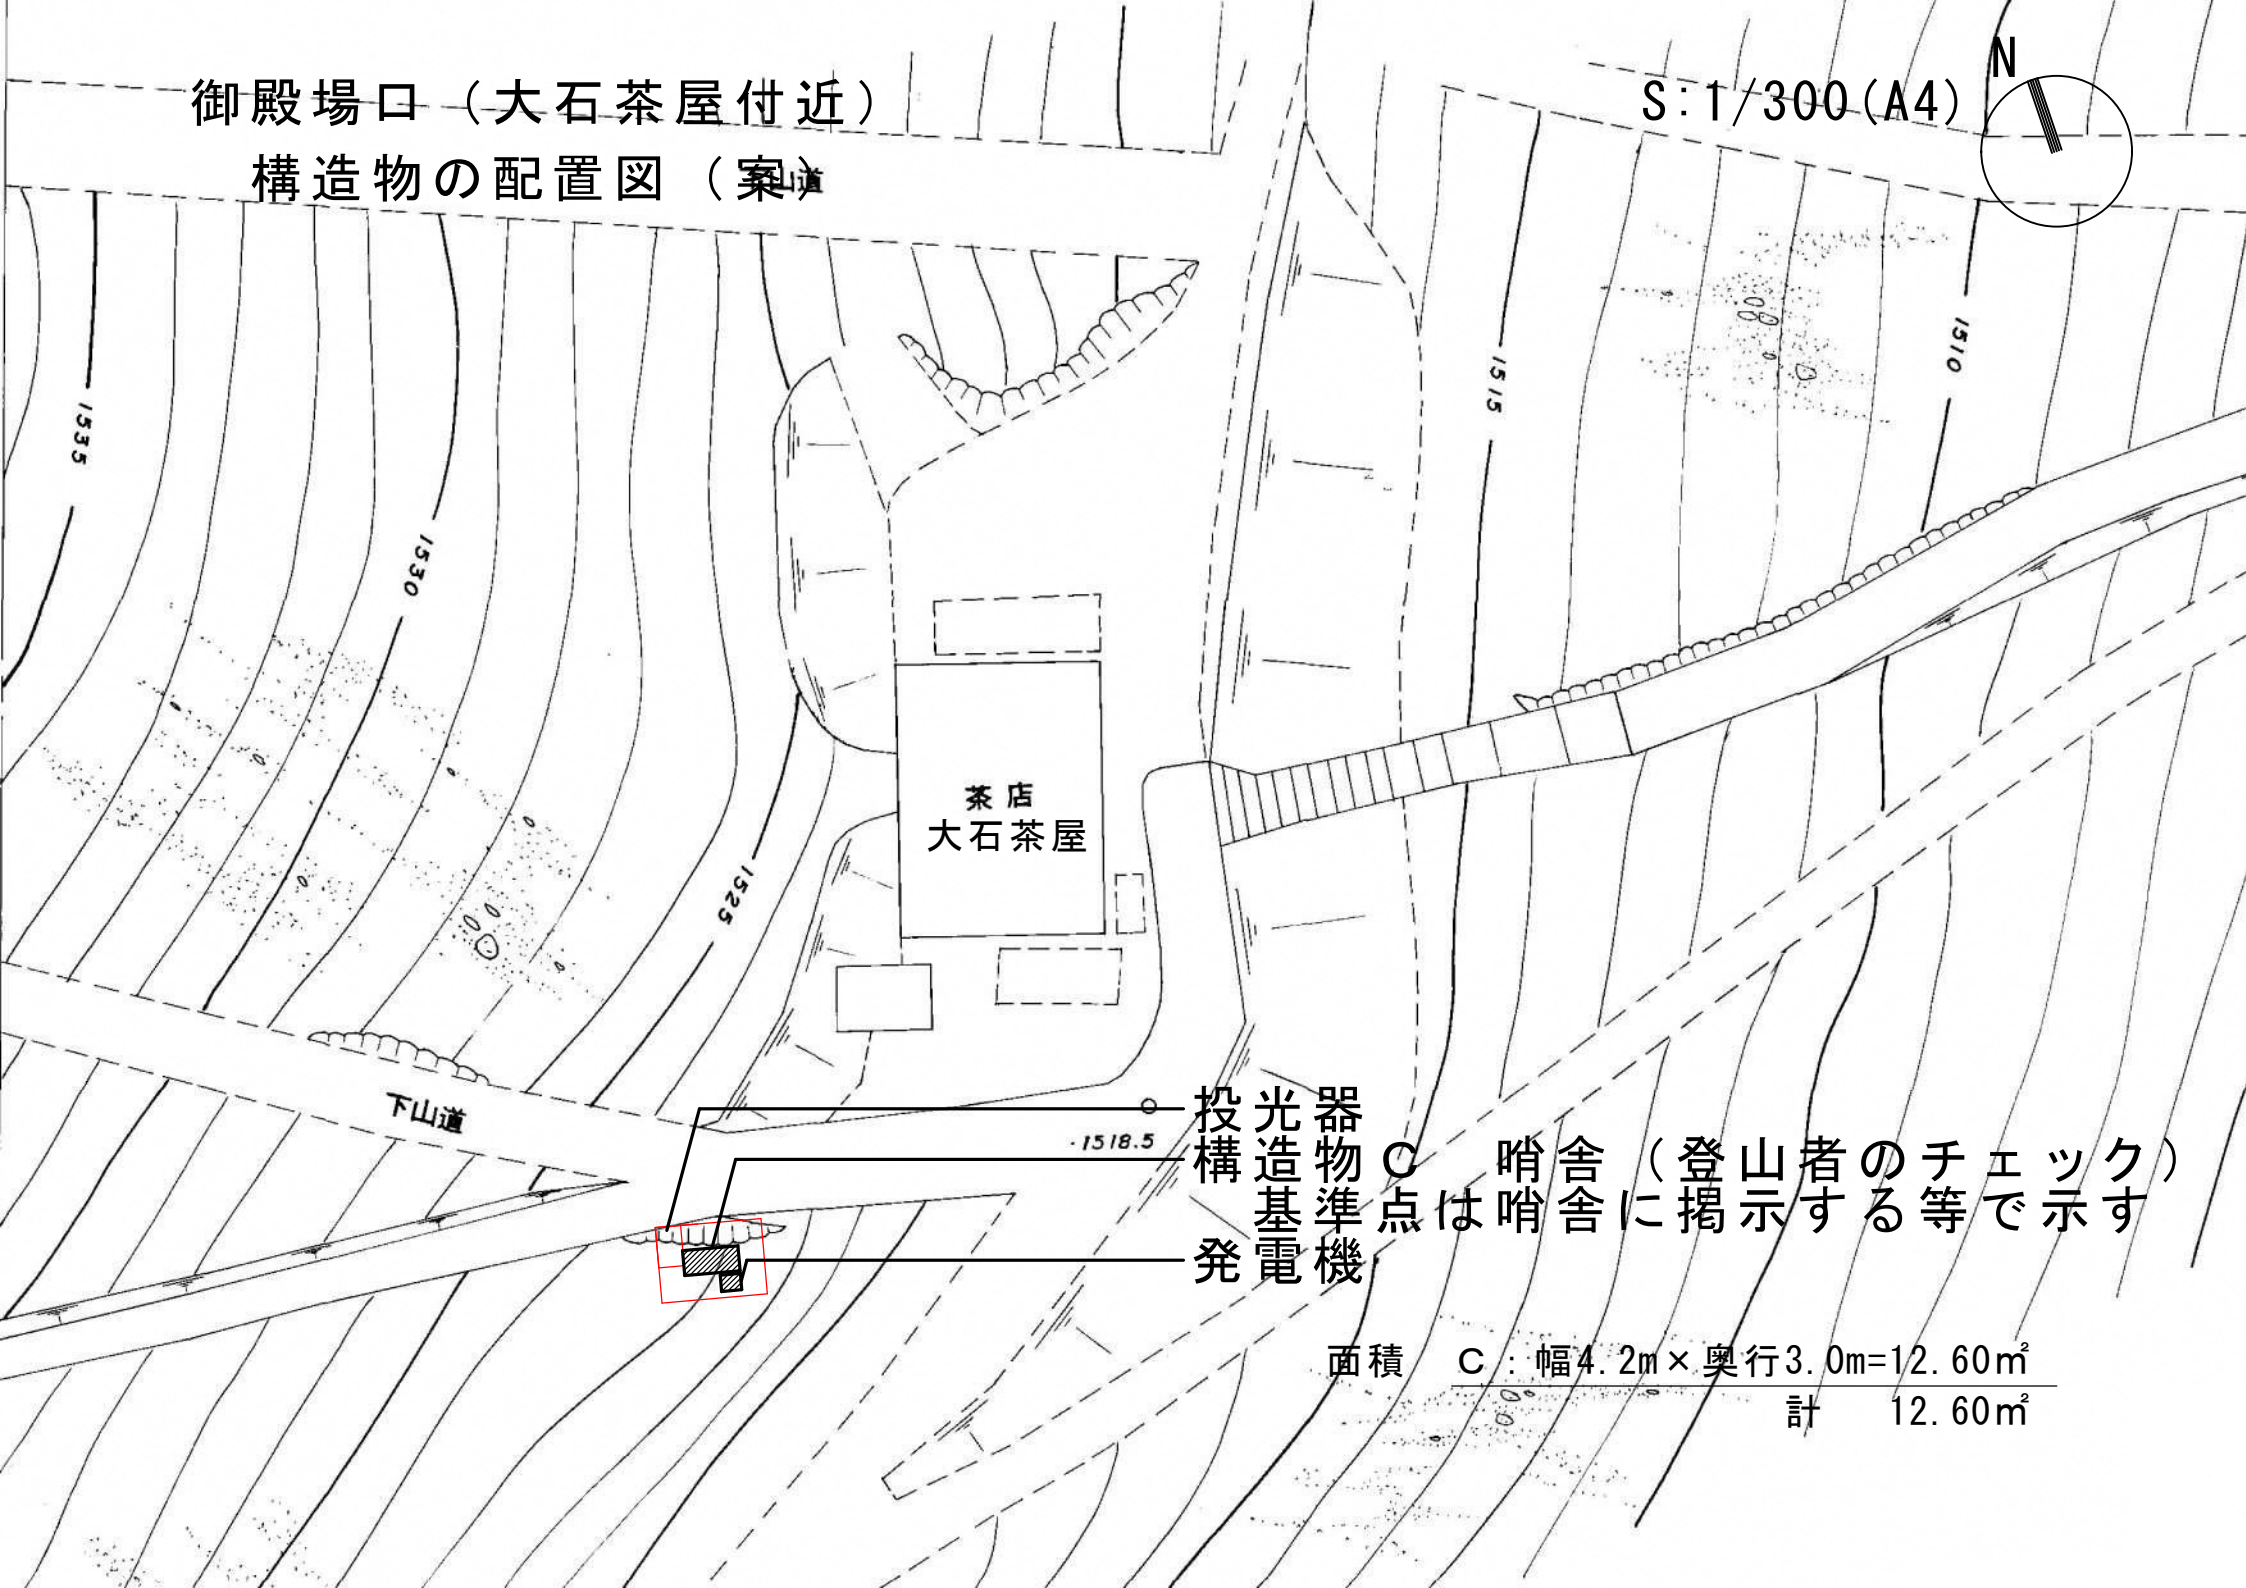 御殿場口（大石茶屋付近）
構造物の配置図（案）
山道
S:1/300(A4)
N
1535
1530
1525
1515
1510
茶店
大石茶屋
下山道
1518.5
投光器
構造物Ｃ　哨舎（登山者のチェック）
基準点は哨舎に掲示する等で示す
発電機
面積　Ｃ：幅4.2m×奥行3.0m=12.60㎡
計　12.60㎡